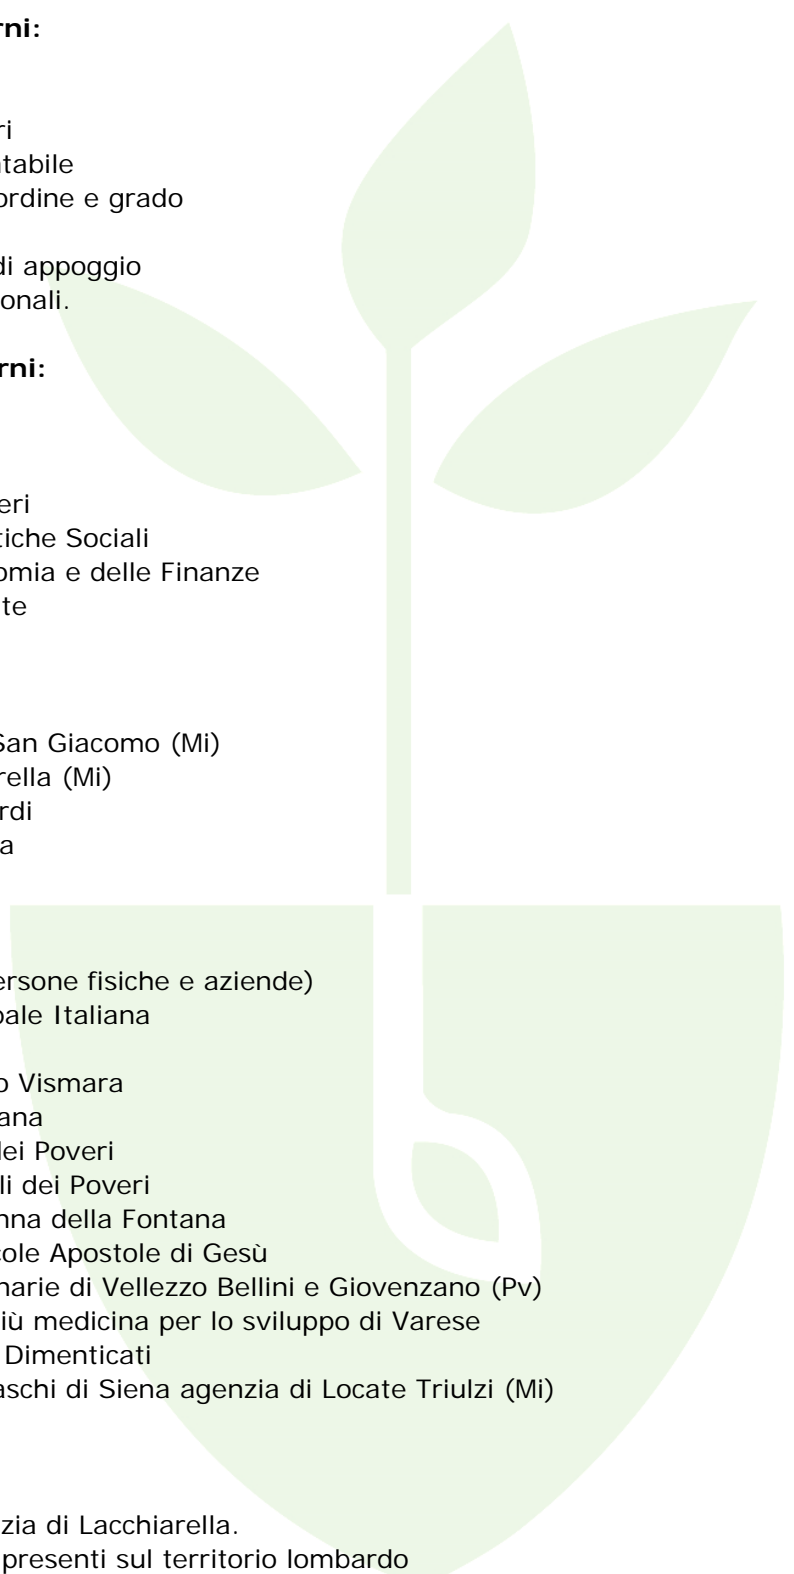 rni:
ri
tabile
ordine e grado
di appoggio
onali.
rni:
eri
tiche Sociali
omia e delle Finanze
te
San Giacomo (Mi)
rella (Mi)
rdi
a
ersone fisiche e aziende)
pale Italiana
o Vismara
ana
dei Poveri
li dei Poveri
nna della Fontana
cole Apostole di Gesù
narie di Vellezzo Bellini e Giovenzano (Pv)
iù medicina per lo sviluppo di Varese
Dimenticati
aschi di Siena agenzia di Locate Triulzi (Mi)
zia di Lacchiarella.
presenti sul territorio lombardo